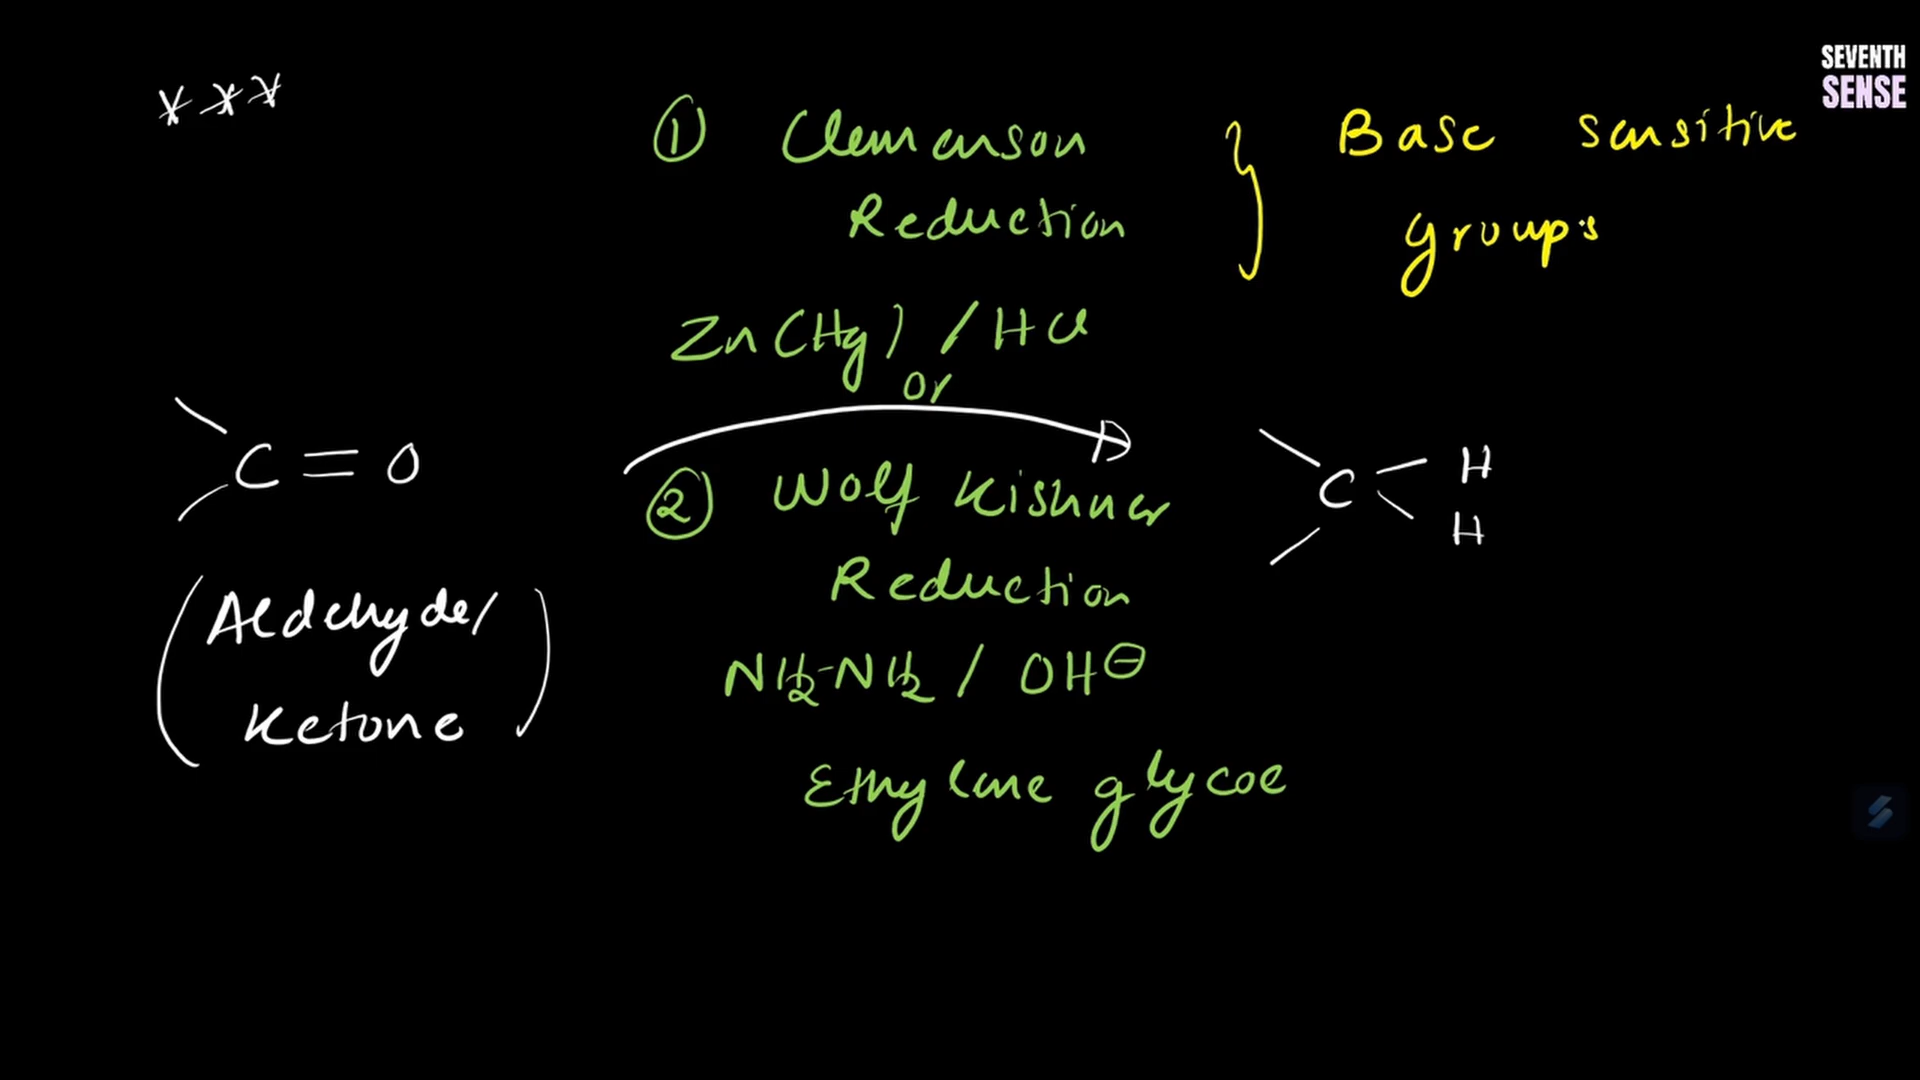 SEVENTH
SENSE
***
① Clemenson
Reduction
} Base sensitive
groups
Zn(Hg) / HCl
or
C = O
② Wolf Kishner
Reduction
C H
H
(Aldehyde/
Ketone)
NH2-NH2 / OH⊖
Ethylene glycol